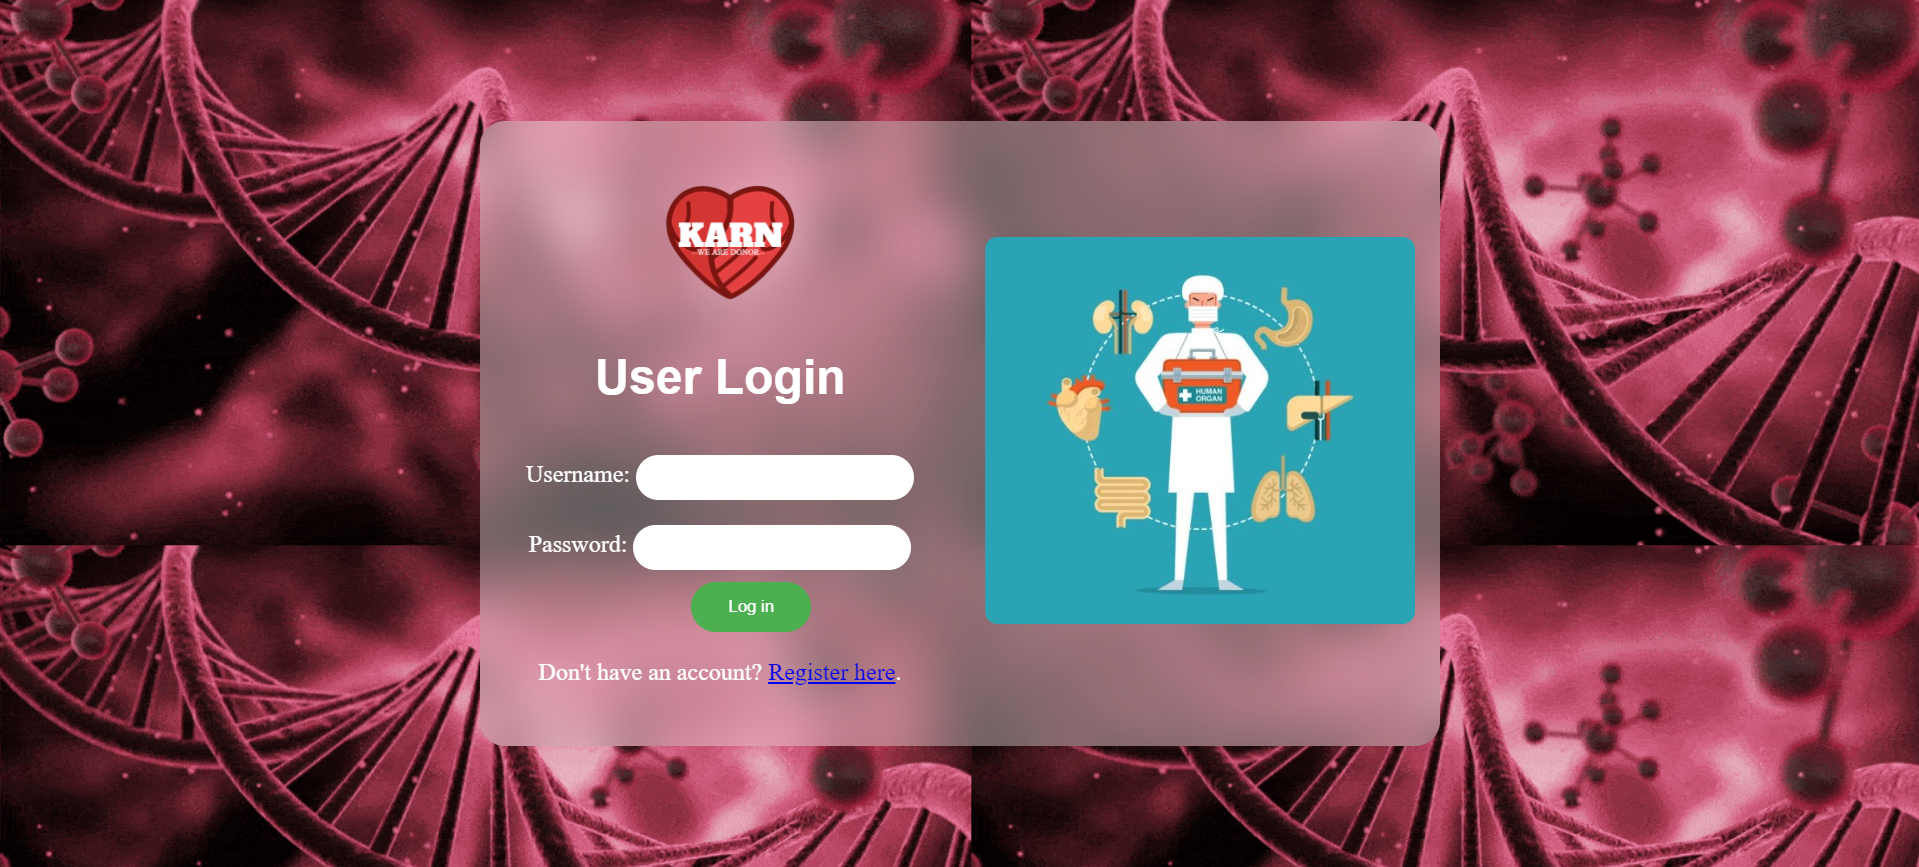 KARN
WE ARE DONOR
User Login
Username:
Password:
Log in
Don't have an account? Register here.
HUMAN
ORGAN